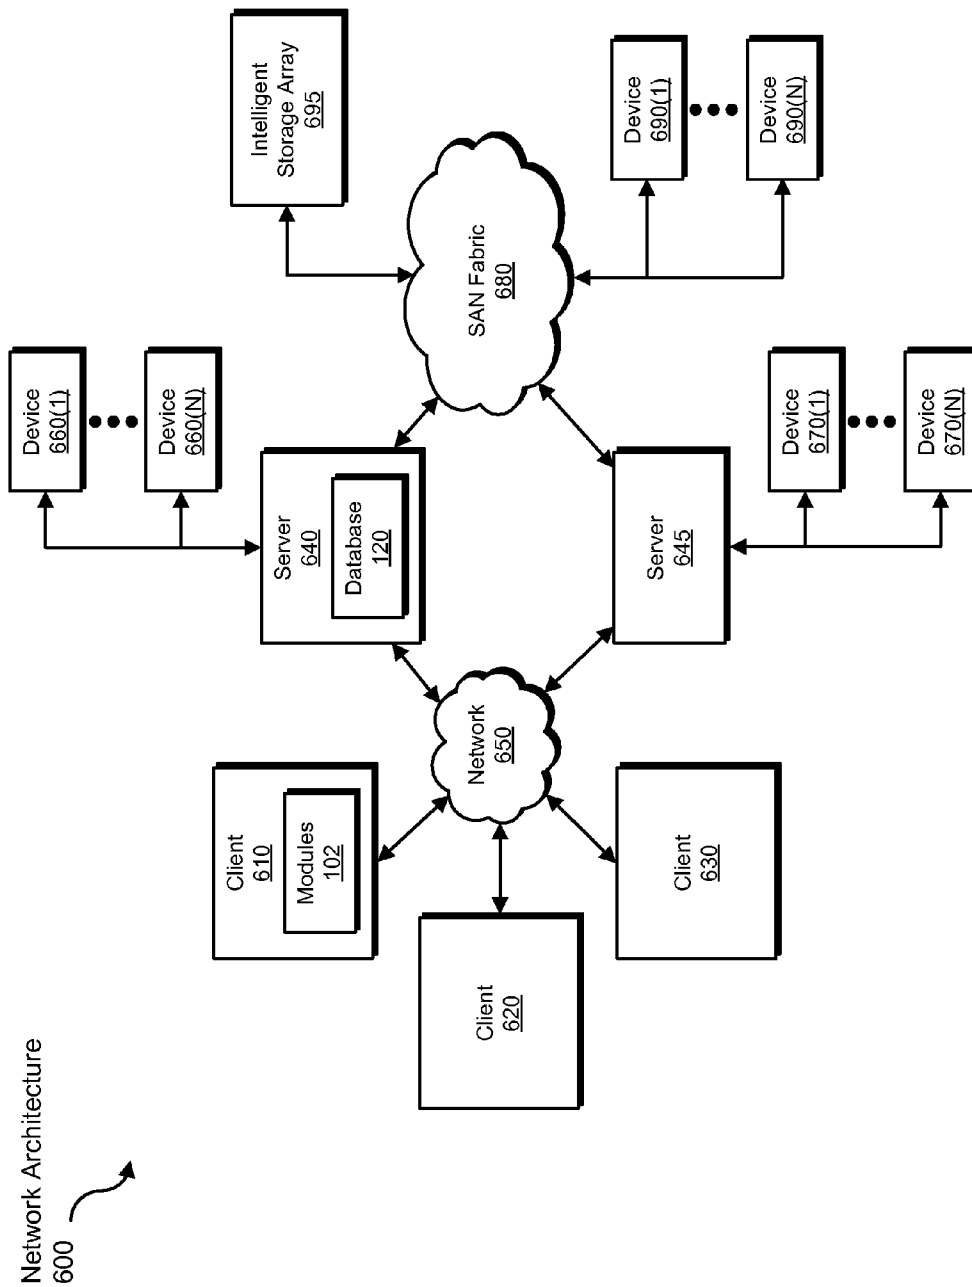 Network Architecture
600
Client
610
Modules
102
Client
620
Client
630
Network
650
Server
640
Database
120
Server
645
Device
660(1)
Device
660(N)
Device
670(1)
Device
670(N)
SAN Fabric
680
Intelligent
Storage Array
695
Device
690(1)
Device
690(N)